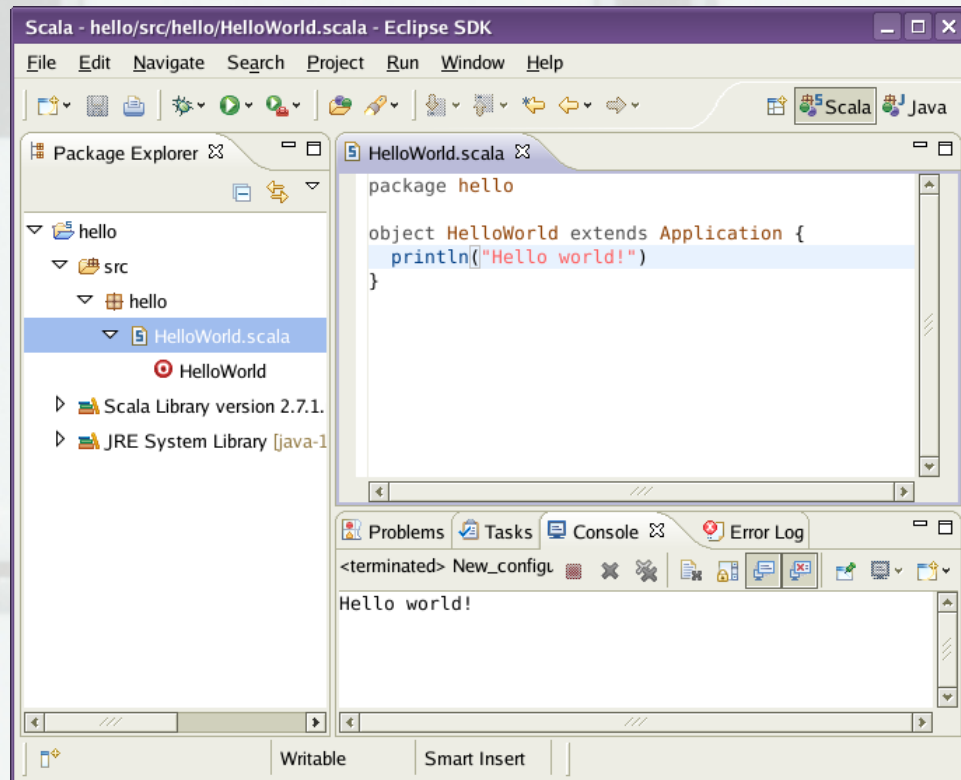 Scala - hello/src/hello/HelloWorld.scala - Eclipse SDK
File Edit Navigate Search Project Run Window Help
Scala Java
Package Explorer
hello
src
hello
HelloWorld.scala
HelloWorld
Scala Library version 2.7.1.
JRE System Library [java-1
HelloWorld.scala
package hello
object HelloWorld extends Application {
println("Hello world!")
}
Problems Tasks Console Error Log
<terminated> New_configu
Hello world!
Writable Smart Insert